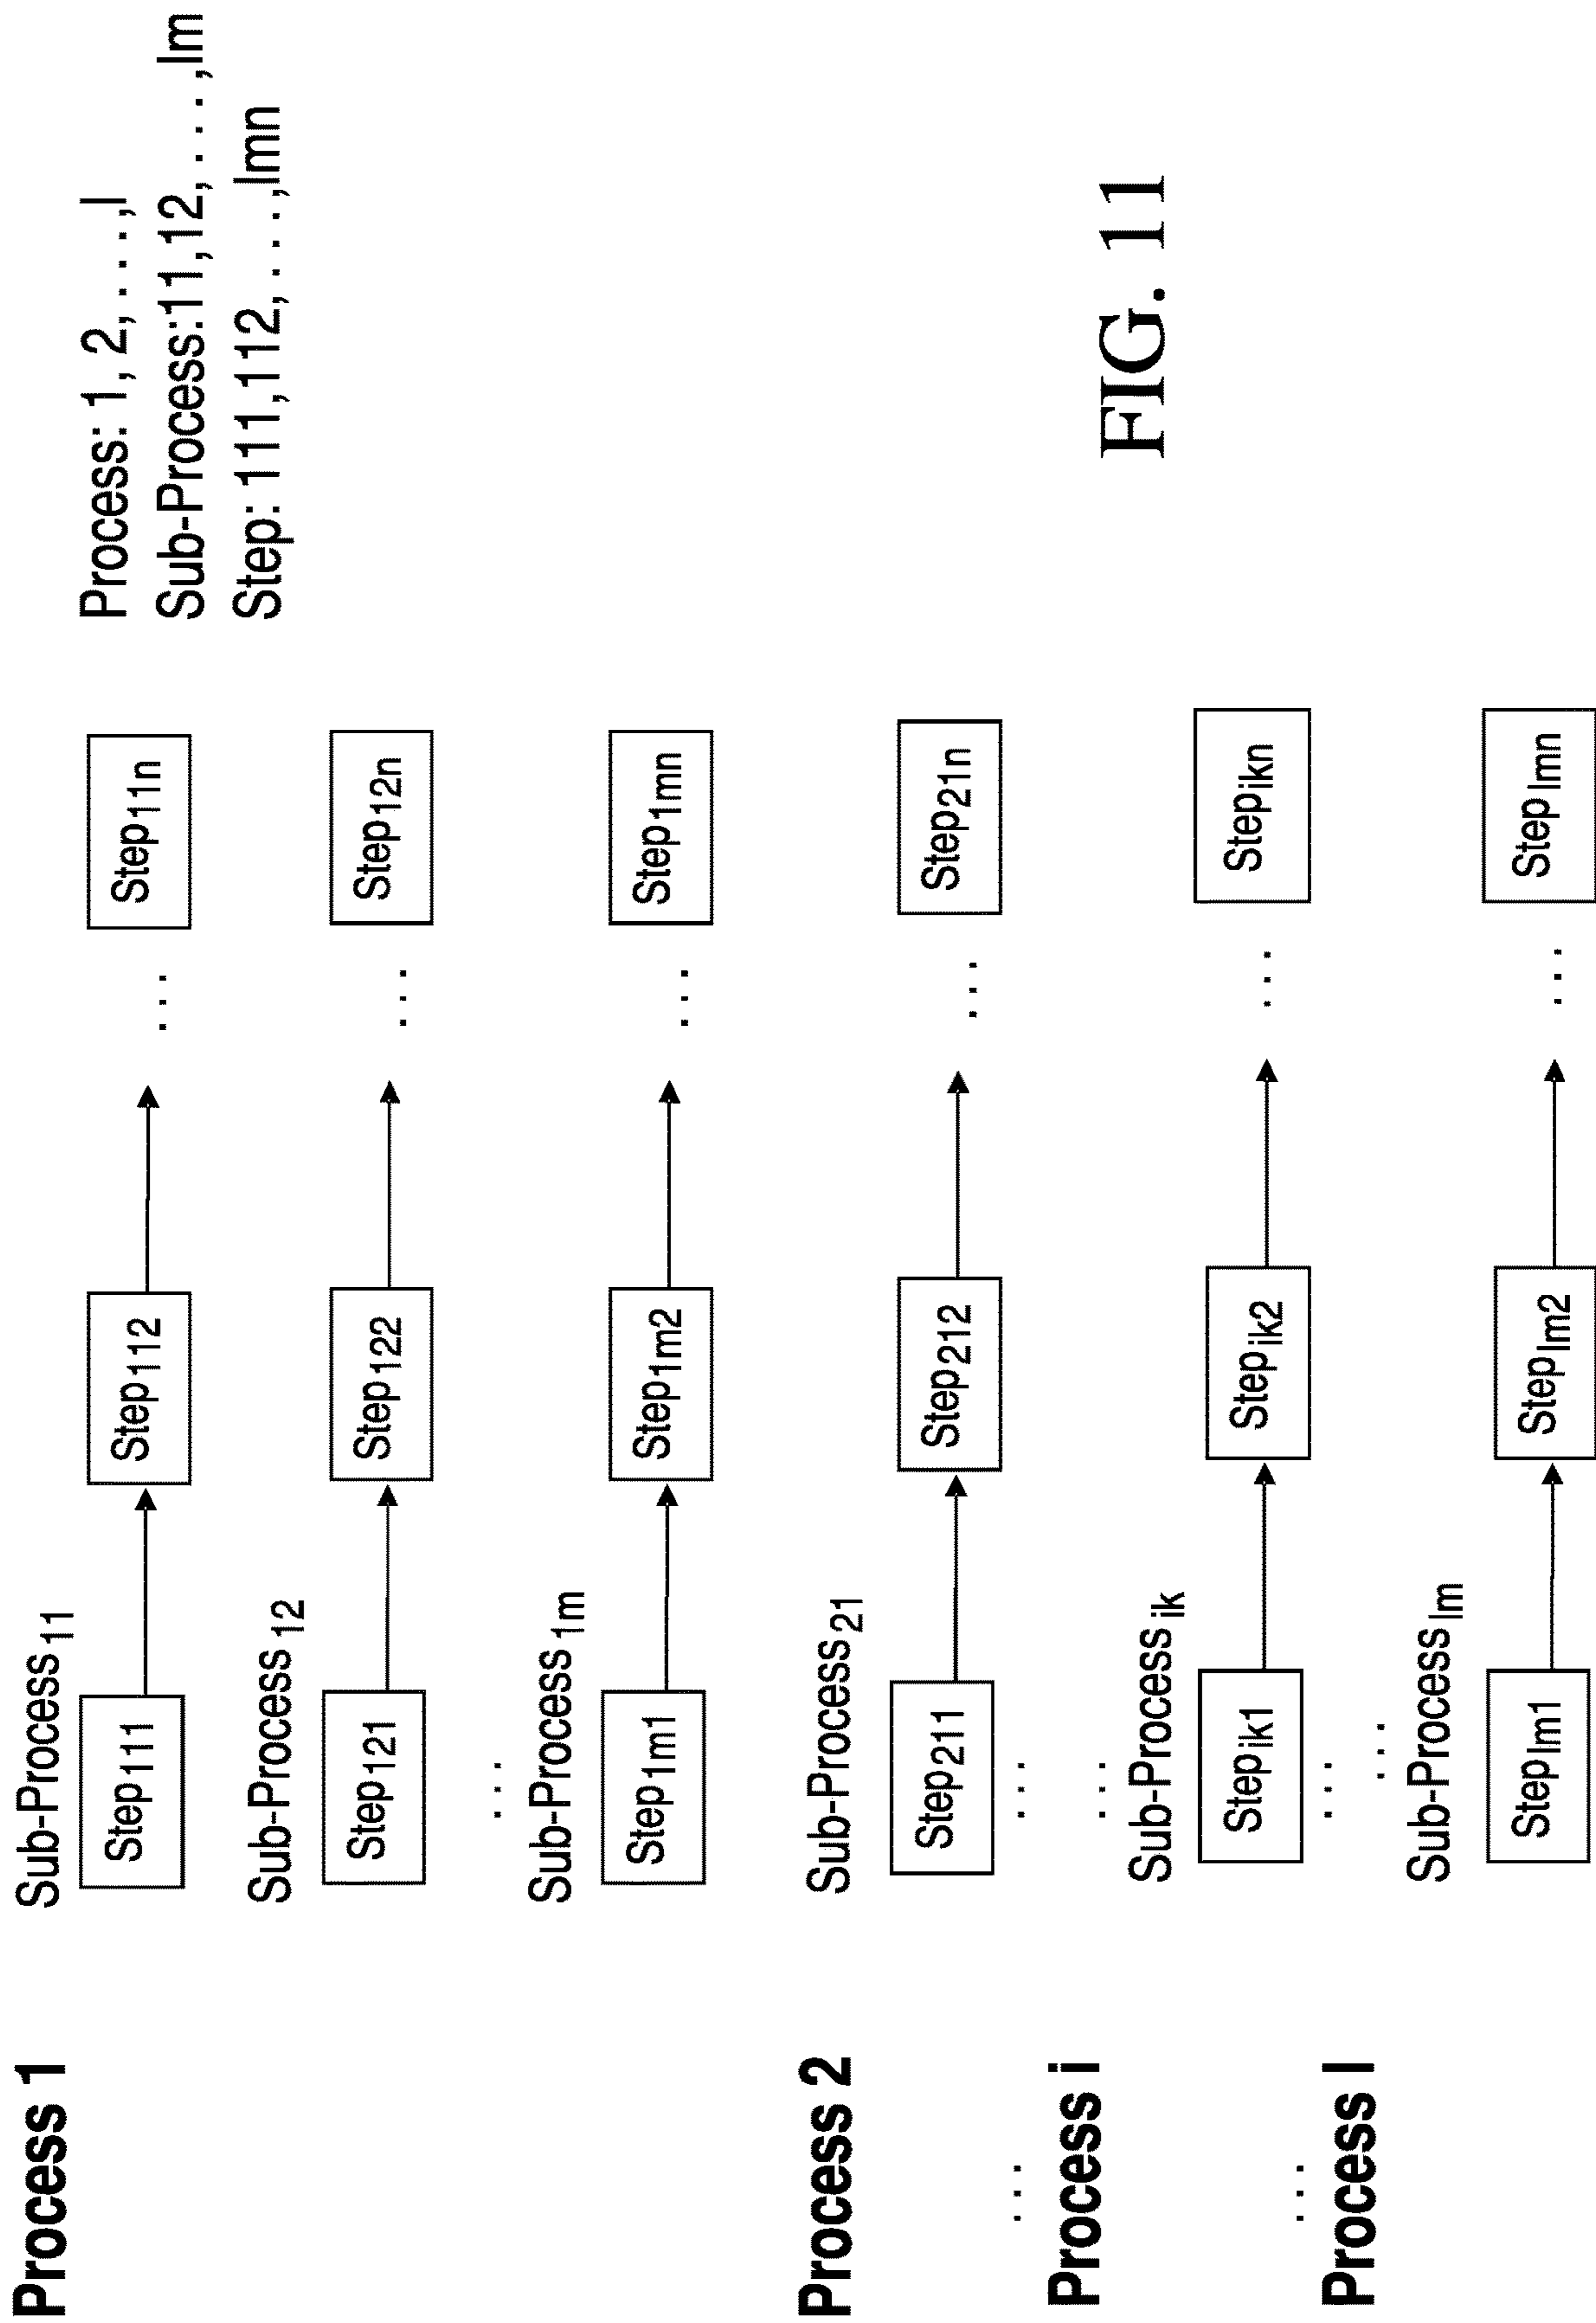 Process: 1, 2, . . . ,l
Sub-Process:11,12, . . . ,lm
Step: 111,112, . . . ,lmn
Process 1
Sub-Process11
Step111
Step112
. . .
Step11n
Sub-Process12
Step121
Step122
. . .
Step12n
. . .
Sub-Process1m
Step1m1
Step1m2
. . .
Step1mn
Process 2
Sub-Process21
Step211
Step212
. . .
Step21n
. . .
. . .
Process i
. . .
Sub-Processik
Stepik1
Stepik2
. . .
Stepikn
. . .
. . .
Process l
. . .
Sub-Processlm
Steplm1
Steplm2
. . .
Steplmn
FIG. 11